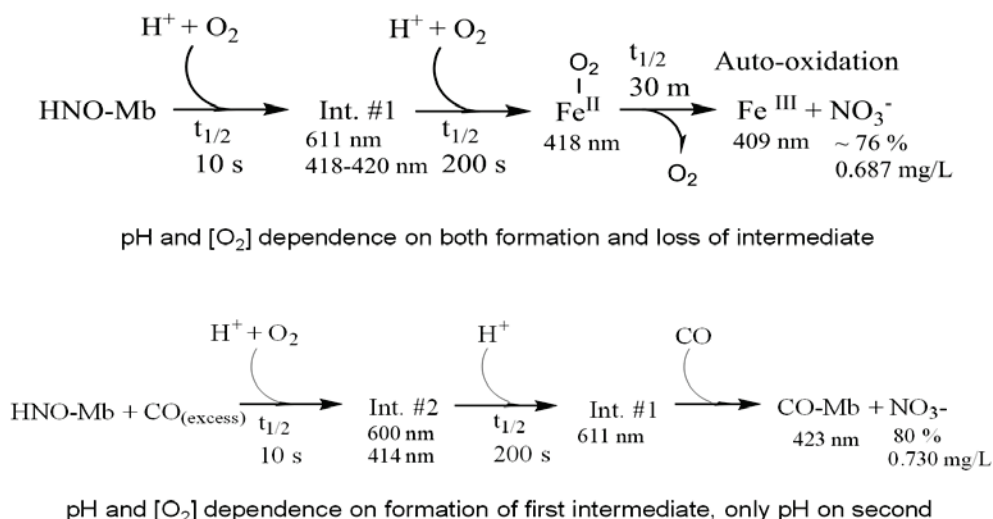 H+ + O2 H+ + O2
O2 t1/2 Auto-oxidation
HNO-Mb Int. #1 FeII 30 m Fe III + NO3-
t1/2 611 nm t1/2 418 nm 409 nm ~ 76 %
10 s 418-420 nm 200 s O2 0.687 mg/L
pH and [O2] dependence on both formation and loss of intermediate
H+ + O2 H+ CO
HNO-Mb + CO(excess) Int. #2 Int. #1 CO-Mb + NO3-
t1/2 600 nm t1/2 611 nm 423 nm 80 %
10 s 414 nm 200 s 0.730 mg/L
pH and [O2] dependence on formation of first intermediate, only pH on second